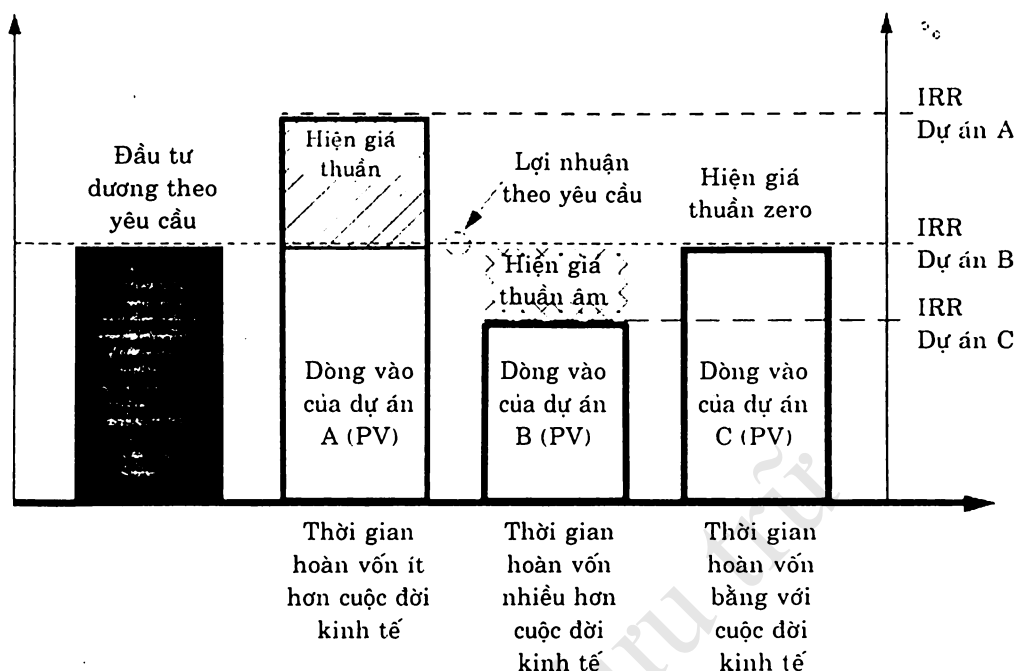 %
IRR
Dự án A
Hiện giá
thuần
Đầu tư
dương theo
yêu cầu
Lợi nhuận
theo yêu cầu
Hiện giá
thuần zero
IRR
Dự án B
Hiện giá
thuần âm
IRR
Dự án C
Dòng vào
của dự án
A (PV)
Dòng vào
của dự án
B (PV)
Dòng vào
của dự án
C (PV)
Thời gian
hoàn vốn ít
hơn cuộc đời
kinh tế
Thời gian
hoàn vốn
nhiều hơn
cuộc đời
kinh tế
Thời gian
hoàn vốn
bằng với
cuộc đời
kinh tế